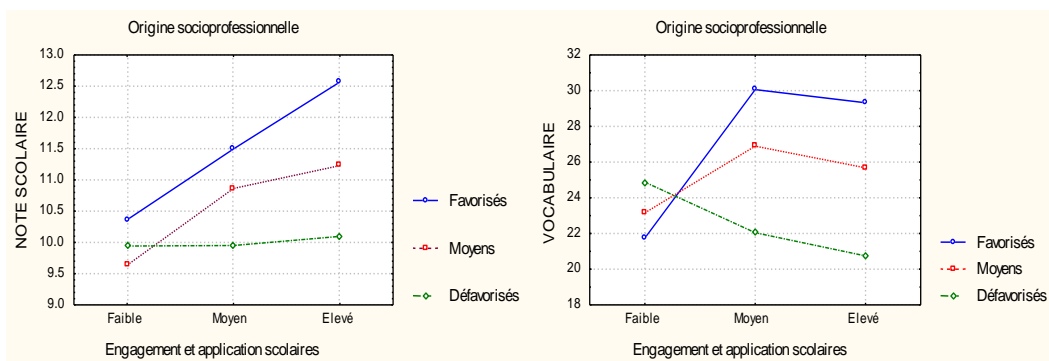 Origine socioprofessionnelle
NOTE SCOLAIRE
13.0
12.5
12.0
11.5
11.0
10.5
10.0
9.5
9.0
Faible Moyen Elevé
Engagement et application scolaires
Favorisés
Moyens
Défavorisés
Origine socioprofessionnelle
VOCABULAIRE
32
30
28
26
24
22
20
18
Faible Moyen Elevé
Engagement et application scolaires
Favorisés
Moyens
Défavorisés